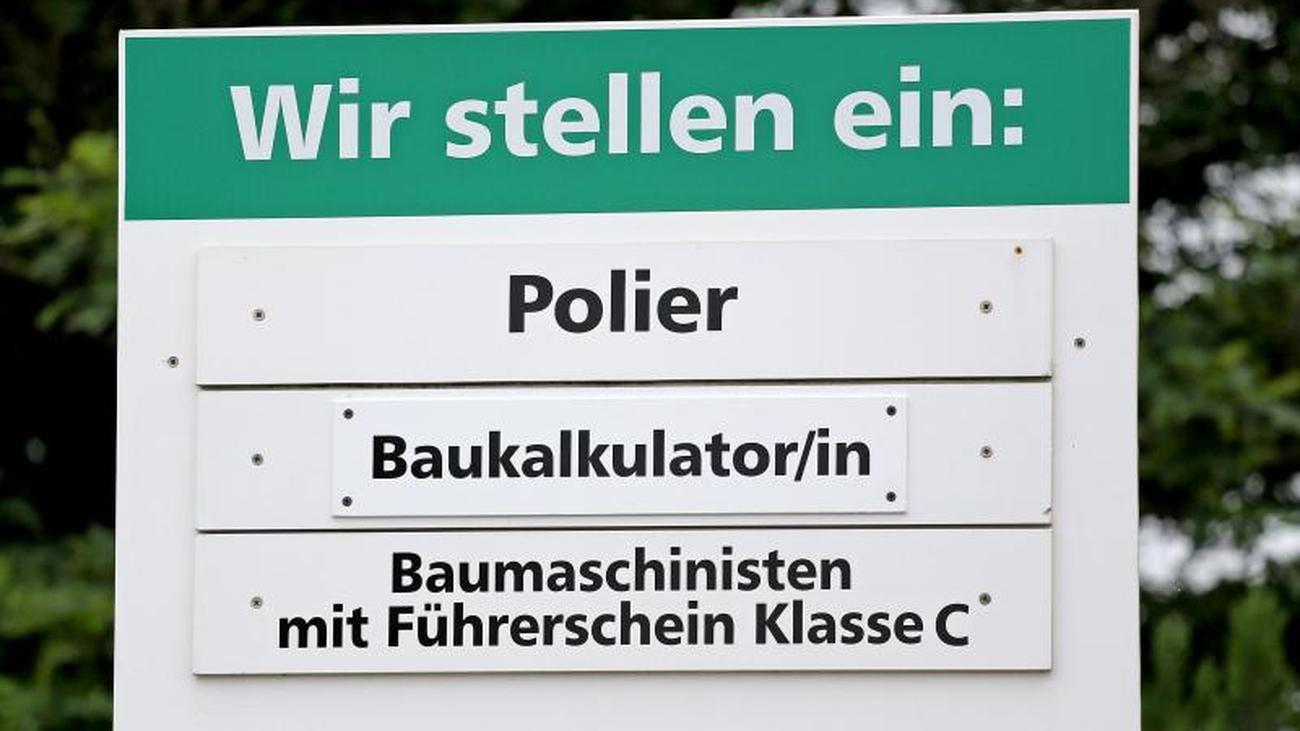 Wir stellen ein:
Polier
Baukalkulator/in
Baumaschinisten
mit Führerschein Klasse C